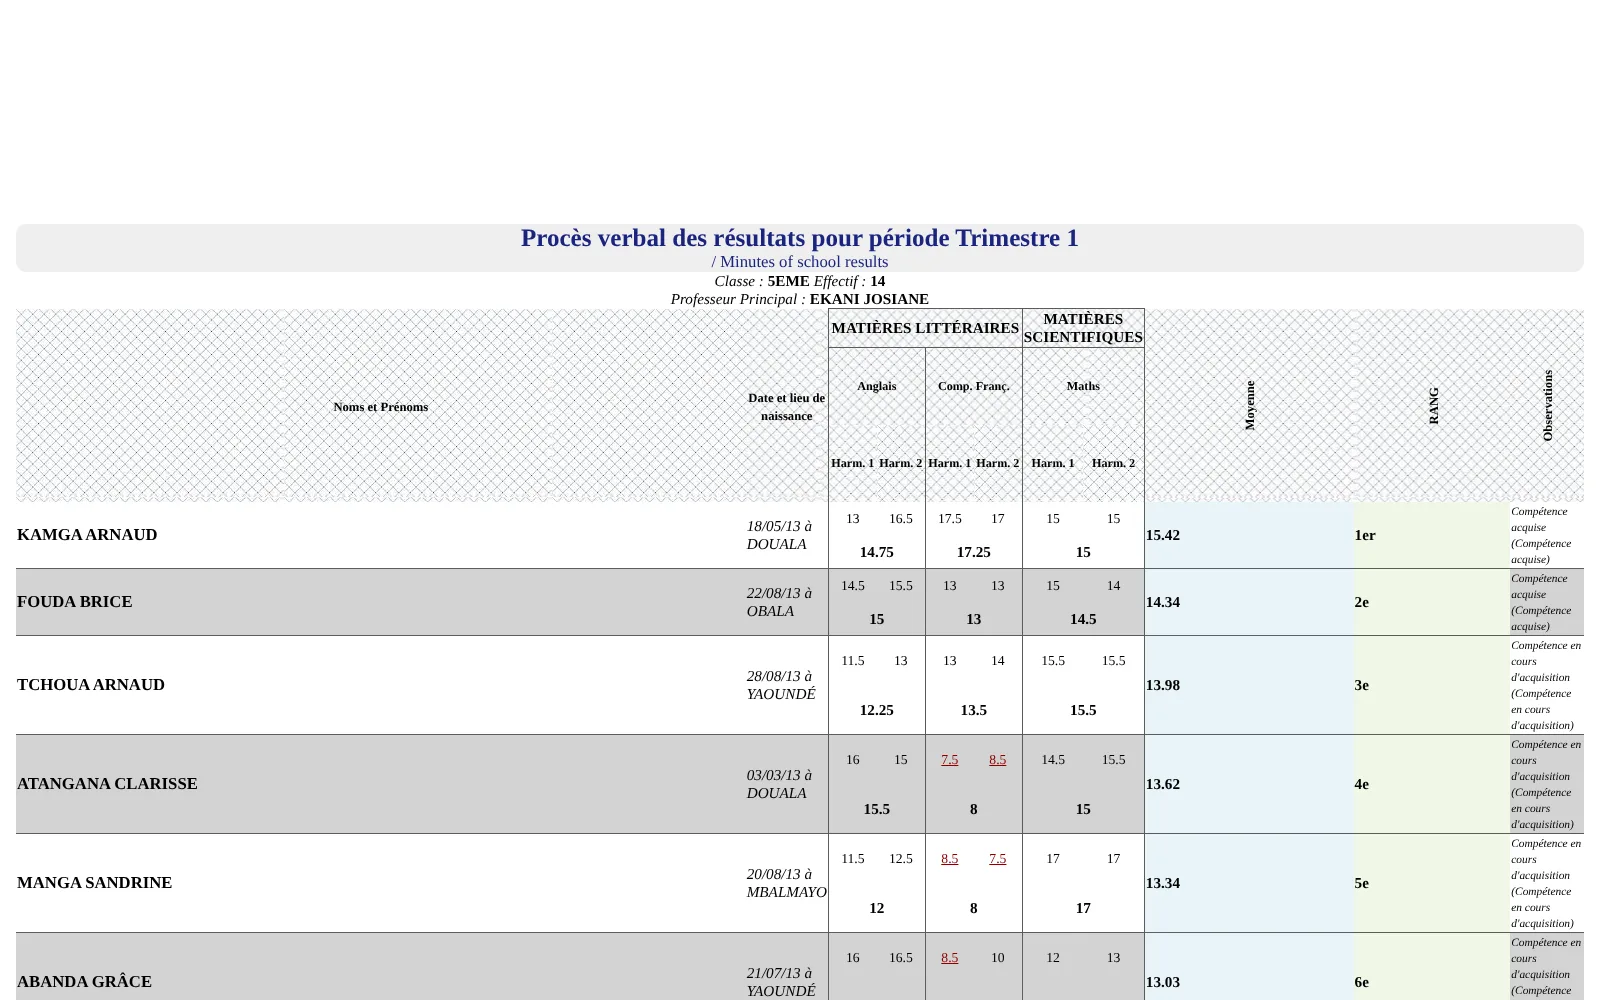 Procès verbal des résultats pour période Trimestre 1
/ Minutes of school results
Classe : 5EME Effectif : 14
Professeur Principal : EKANI JOSIANE
Noms et Prénoms
Date et lieu de
naissance
MATIÈRES LITTÉRAIRES
MATIÈRES
SCIENTIFIQUES
Anglais
Comp. Franç.
Maths
Harm. 1 Harm. 2 Harm. 1 Harm. 2 Harm. 1 Harm. 2
Moyenne
RANG
Observations
KAMGA ARNAUD
18/05/13 à
DOUALA
13 16.5 17.5 17 15 15
14.75 17.25 15
15.42
1er
Compétence
acquise
(Compétence
acquise)
FOUDA BRICE
22/08/13 à
OBALA
14.5 15.5 13 13 15 14
15 13 14.5
14.34
2e
Compétence
acquise
(Compétence
acquise)
TCHOUA ARNAUD
28/08/13 à
YAOUNDÉ
11.5 13 13 14 15.5 15.5
12.25 13.5 15.5
13.98
3e
Compétence en
cours
d'acquisition
(Compétence
en cours
d'acquisition)
ATANGANA CLARISSE
03/03/13 à
DOUALA
16 15 7.5 8.5 14.5 15.5
15.5 8 15
13.62
4e
Compétence en
cours
d'acquisition
(Compétence
en cours
d'acquisition)
MANGA SANDRINE
20/08/13 à
MBALMAYO
11.5 12.5 8.5 7.5 17 17
12 8 17
13.34
5e
Compétence en
cours
d'acquisition
(Compétence
en cours
d'acquisition)
ABANDA GRÂCE
21/07/13 à
YAOUNDÉ
16 16.5 8.5 10 12 13
13.03
6e
Compétence en
cours
d'acquisition
(Compétence